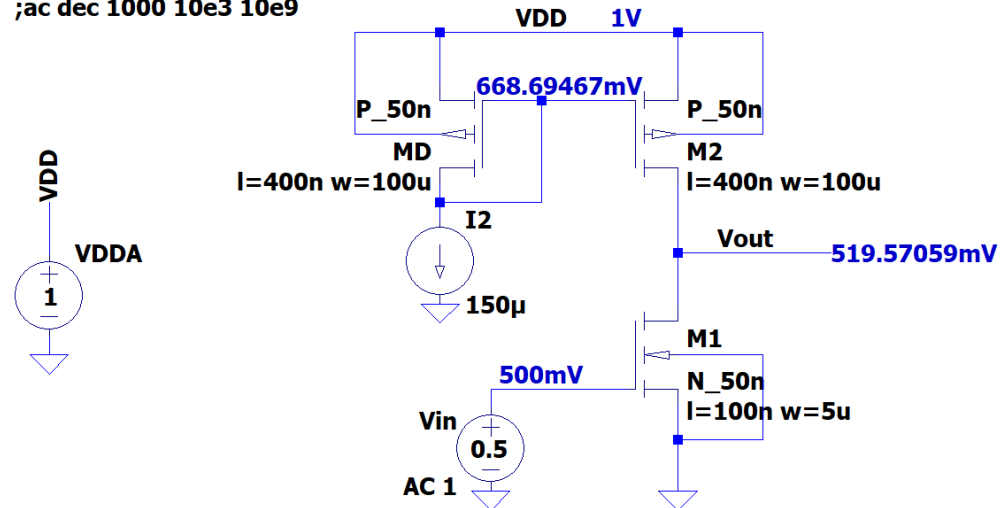 ;ac dec 1000 10e3 10e9
VDD 1V
668.69467mV
P_50n
P_50n
MD
M2
l=400n w=100u
l=400n w=100u
VDD
I2
Vout
519.57059mV
VDDA
1
150µ
M1
500mV
N_50n
l=100n w=5u
Vin
0.5
AC 1